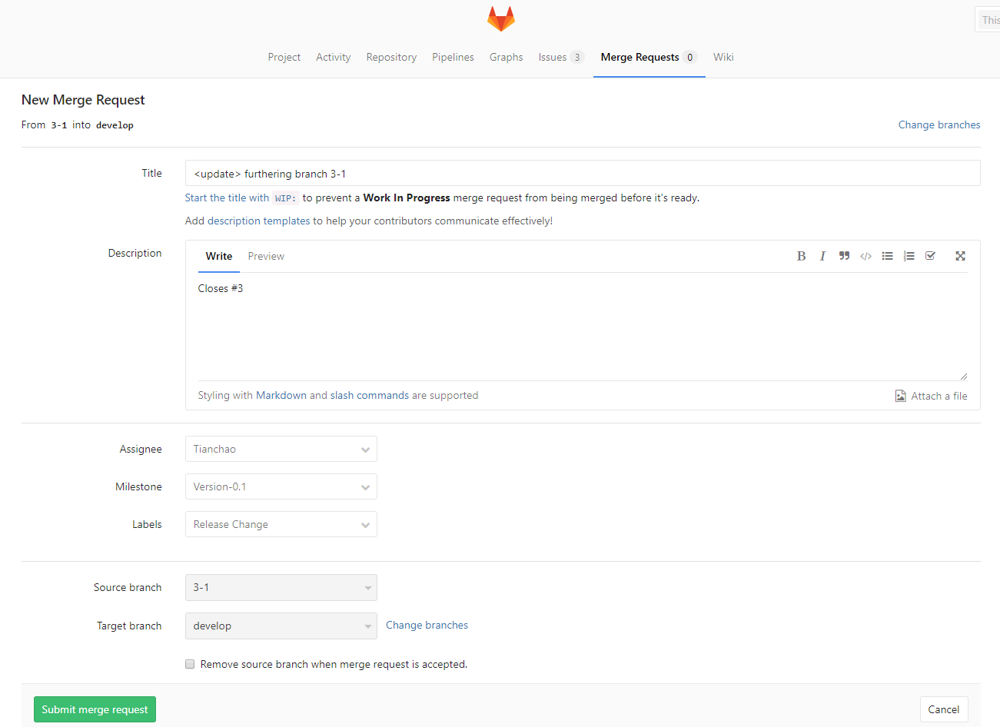 This
Project Activity Repository Pipelines Graphs Issues 3 Merge Requests 0 Wiki
New Merge Request
From 3-1 into develop Change branches
Title <update> furthering branch 3-1
Start the title with WIP: to prevent a Work In Progress merge request from being merged before it's ready.
Add description templates to help your contributors communicate effectively!
Description Write Preview B I </>
Closes #3
Styling with Markdown and slash commands are supported Attach a file
Assignee Tianchao
Milestone Version-0.1
Labels Release Change
Source branch 3-1
Target branch develop Change branches
Remove source branch when merge request is accepted.
Submit merge request Cancel